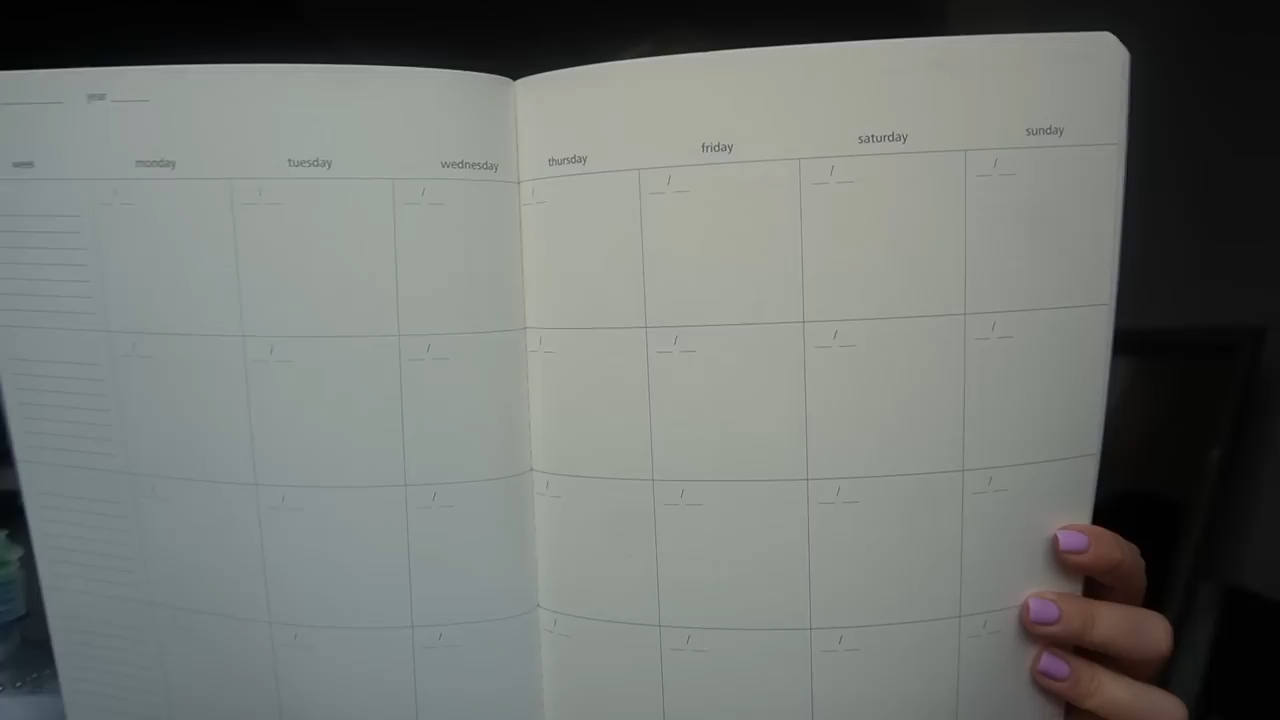 year
week monday tuesday wednesday thursday friday saturday sunday
/ / / / / / /
/ / / / / / /
/ / / / / /
/ / / / / /